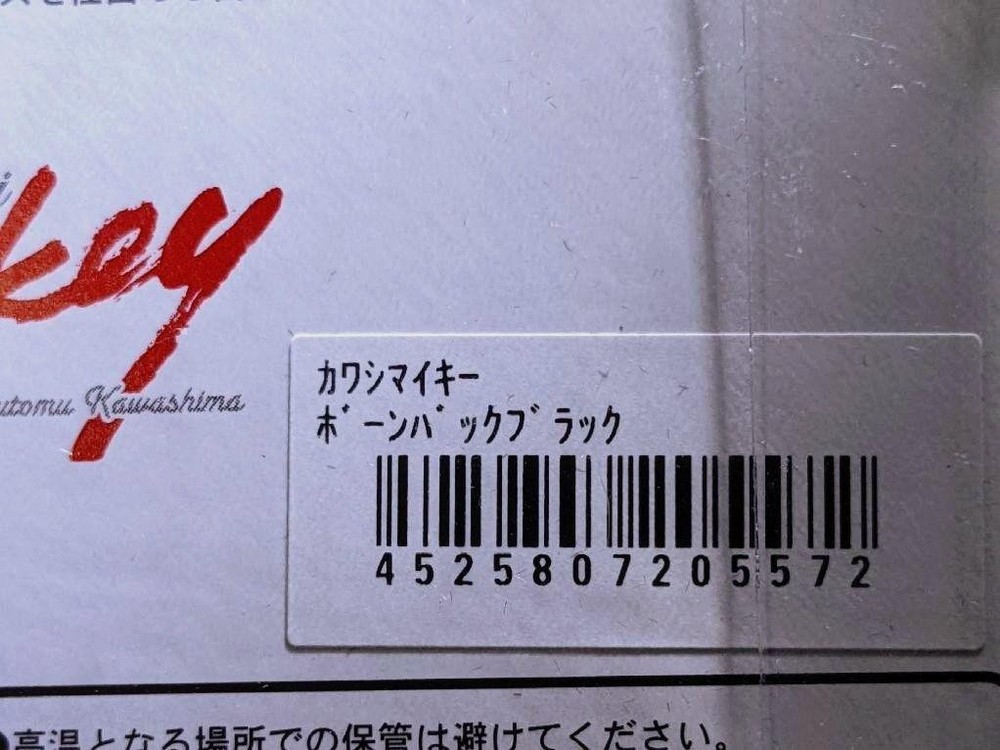 key
Kawashima
カワシマイキー
ボーンバックブラック
4525807205572
高温となる場所での保管は避けてください。